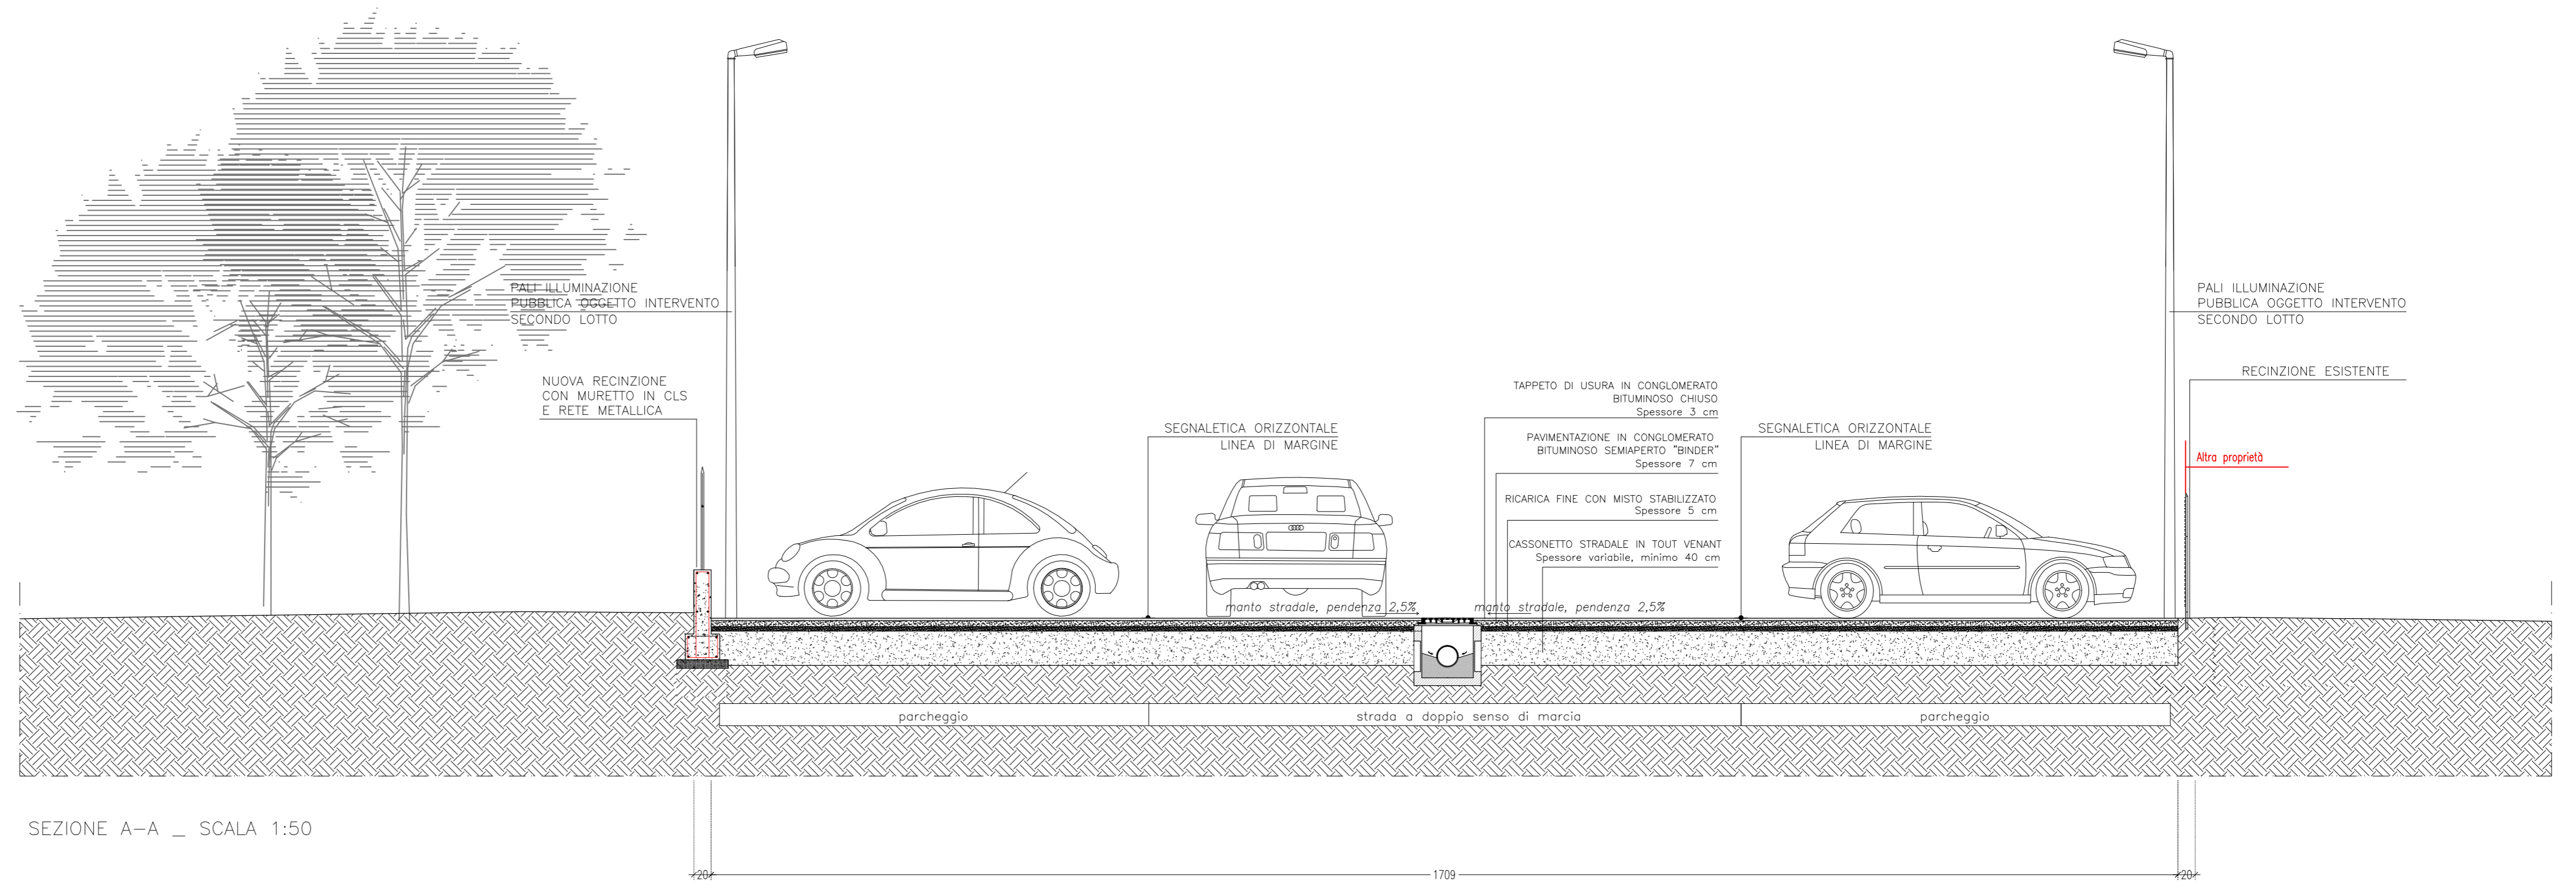 PALI ILLUMINAZIONE
PUBBLICA OGGETTO INTERVENTO
SECONDO LOTTO
NUOVA RECINZIONE
CON MURETTO IN CLS
E RETE METALLICA
SEGNALETICA ORIZZONTALE
LINEA DI MARGINE
TAPPETO DI USURA IN CONGLOMERATO
BITUMINOSO CHIUSO
Spessore 3 cm
PAVIMENTAZIONE IN CONGLOMERATO
BITUMINOSO SEMIAPERTO "BINDER"
Spessore 7 cm
RICARICA FINE CON MISTO STABILIZZATO
Spessore 5 cm
CASSONETTO STRADALE IN TOUT VENANT
Spessore variabile, minimo 40 cm
SEGNALETICA ORIZZONTALE
LINEA DI MARGINE
PALI ILLUMINAZIONE
PUBBLICA OGGETTO INTERVENTO
SECONDO LOTTO
RECINZIONE ESISTENTE
Altra proprietà
manto stradale, pendenza 2,5%
manto stradale, pendenza 2,5%
parcheggio
strada a doppio senso di marcia
parcheggio
SEZIONE A-A _ SCALA 1:50
20
1709
20